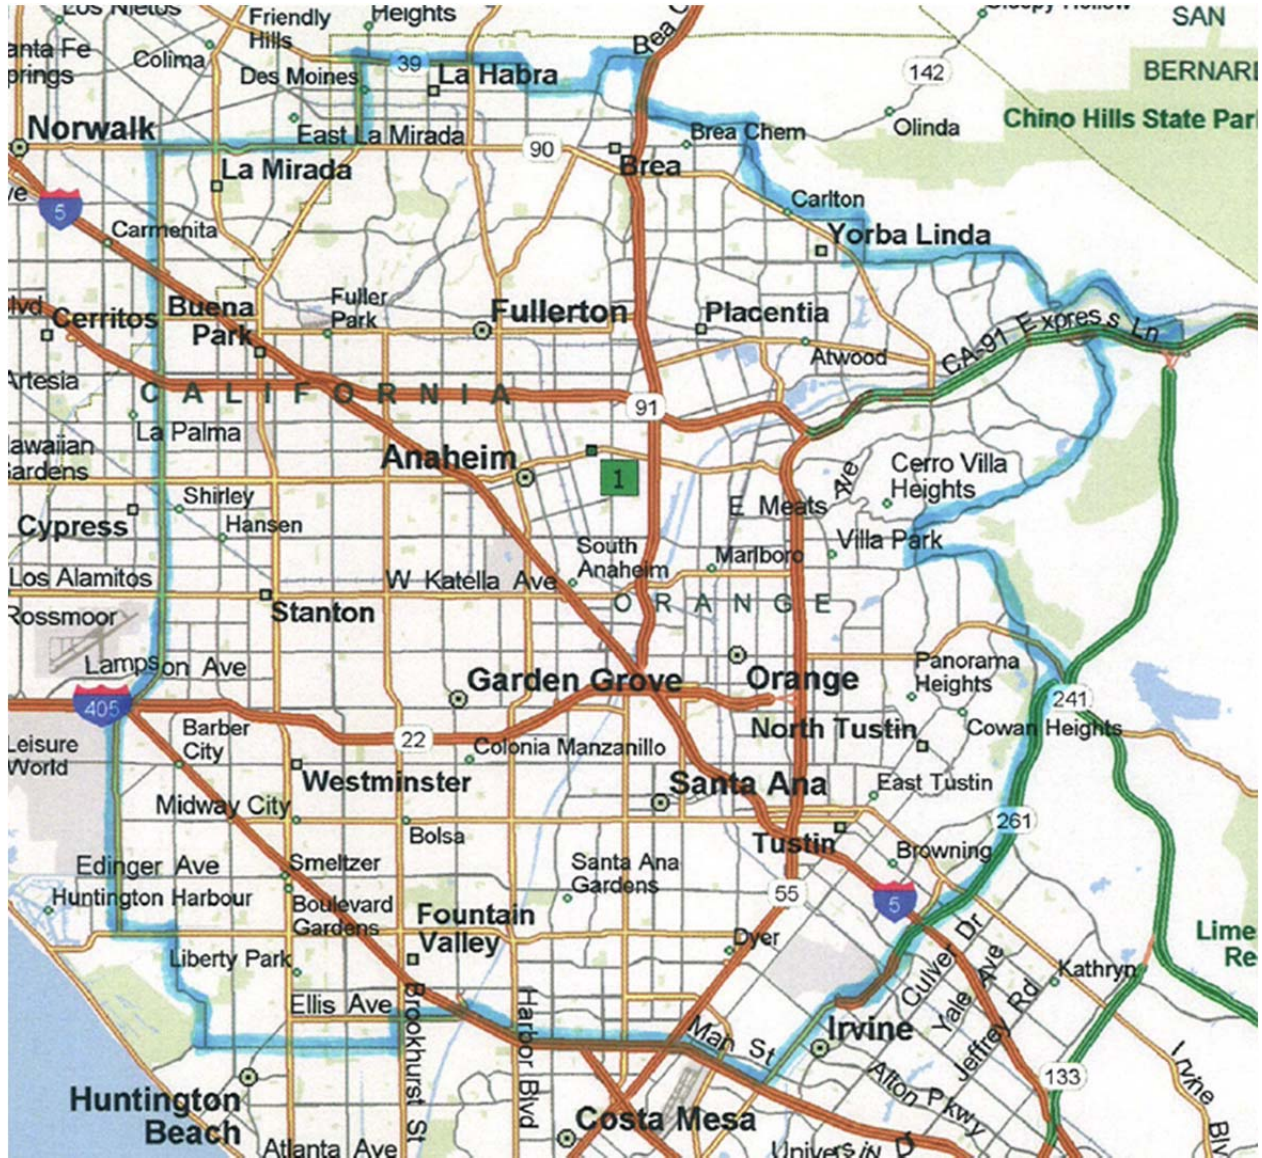 Los Nietos
Friendly
Hills
Heights
Brea C
Sleepy Hollow
SAN
BERNARI
anta Fe
prings
Colima
Des Moines
39
La Habra
142
Norwalk
East La Mirada
90
Brea Chem
Olinda
Chino Hills State Par
La Mirada
Brea
ve
5
Carmenita
Carlton
Yorba Linda
lvd
Cerritos
Buena
Park
Fuller
Park
Fullerton
Placentia
CA-91 Express Ln
Atwood
Artesia
CALIFORNIA
91
La Palma
awaiian
Gardens
Anaheim
1
Ave
Cerro Villa
Heights
Shirley
E Meats
Cypress
Hansen
South
Anaheim
Marlboro
Villa Park
Los Alamitos
W Katella Ave
Rossmoor
Stanton
ORANGE
Lampson Ave
Garden Grove
Orange
Panorama
Heights
405
241
Barber
City
22
North Tustin
Cowan Heights
Leisure
World
Colonia Manzanillo
Westminster
Santa Ana
East Tustin
Midway City
Bolsa
261
Tustin
Browning
Edinger Ave
Smeltzer
Santa Ana
Gardens
55
5
Huntington Harbour
Boulevard
Gardens
Fountain
Valley
Dyer
Culver Dr
Lime
Re
Liberty Park
Yale Ave
Kathryn
Ellis Ave
Brookhurst St
Harbor Blvd
Jeffrey Rd
Irvine
Main St
Irvine Blv
Huntington
Beach
Alton Pkwy
133
Costa Mesa
Atlanta Ave